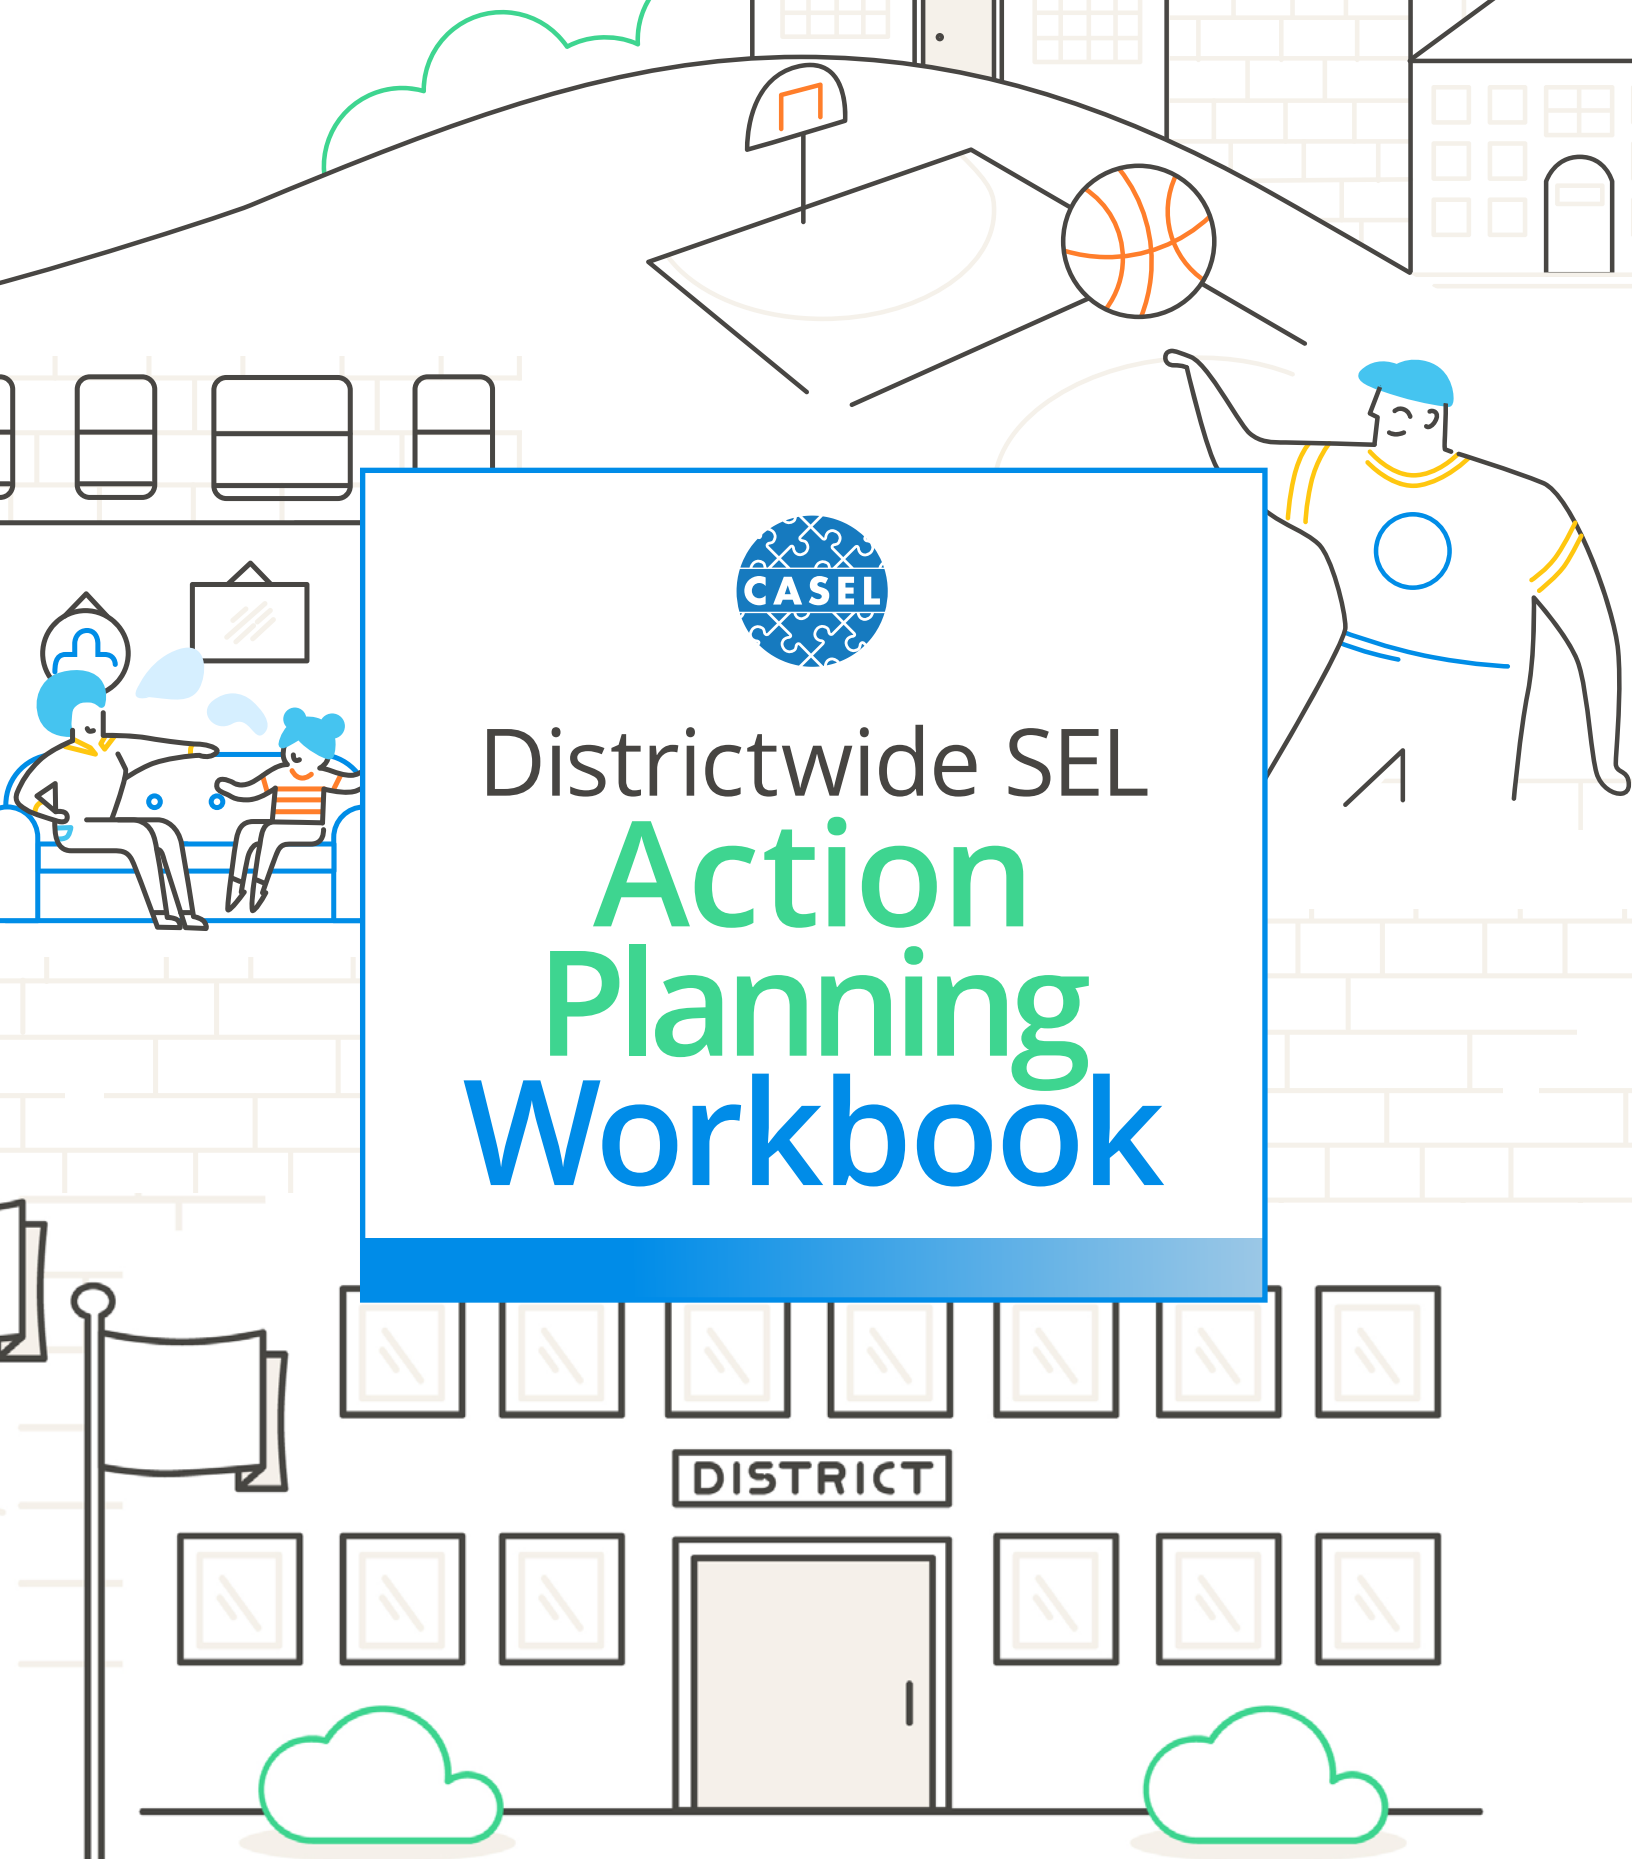 CASEL
Districtwide SEL
Action
Planning
Workbook
DISTRICT